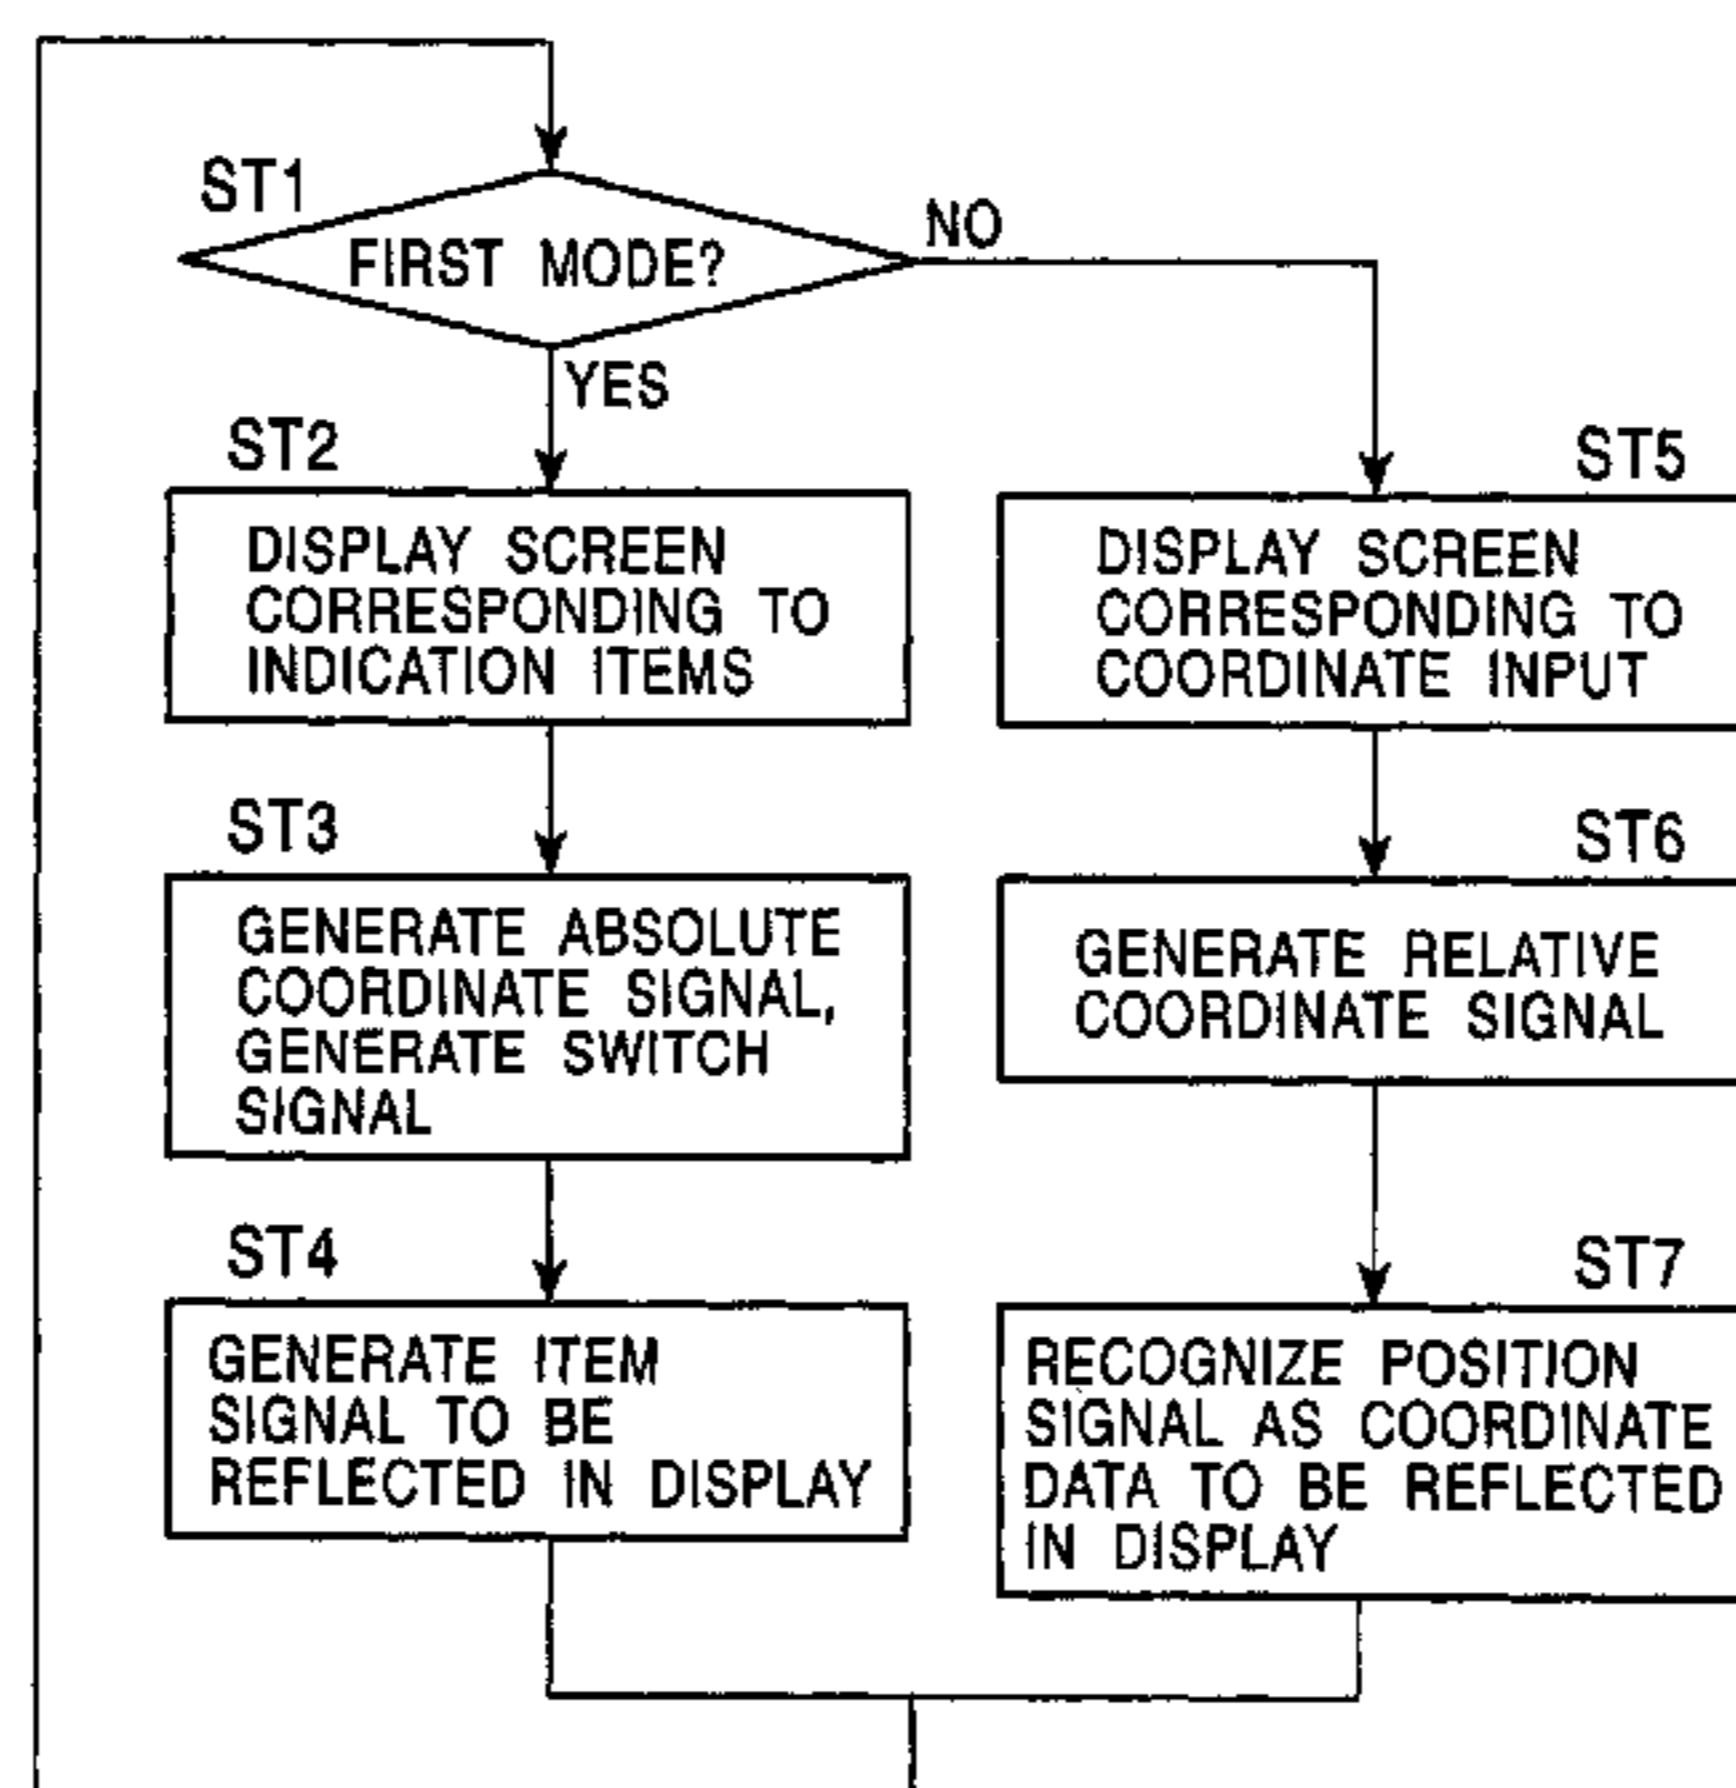 ST1
FIRST MODE?
NO
YES
ST2
DISPLAY SCREEN
CORRESPONDING TO
INDICATION ITEMS
ST3
GENERATE ABSOLUTE
COORDINATE SIGNAL,
GENERATE SWITCH
SIGNAL
ST4
GENERATE ITEM
SIGNAL TO BE
REFLECTED IN DISPLAY
ST5
DISPLAY SCREEN
CORRESPONDING TO
COORDINATE INPUT
ST6
GENERATE RELATIVE
COORDINATE SIGNAL
ST7
RECOGNIZE POSITION
SIGNAL AS COORDINATE
DATA TO BE REFLECTED
IN DISPLAY